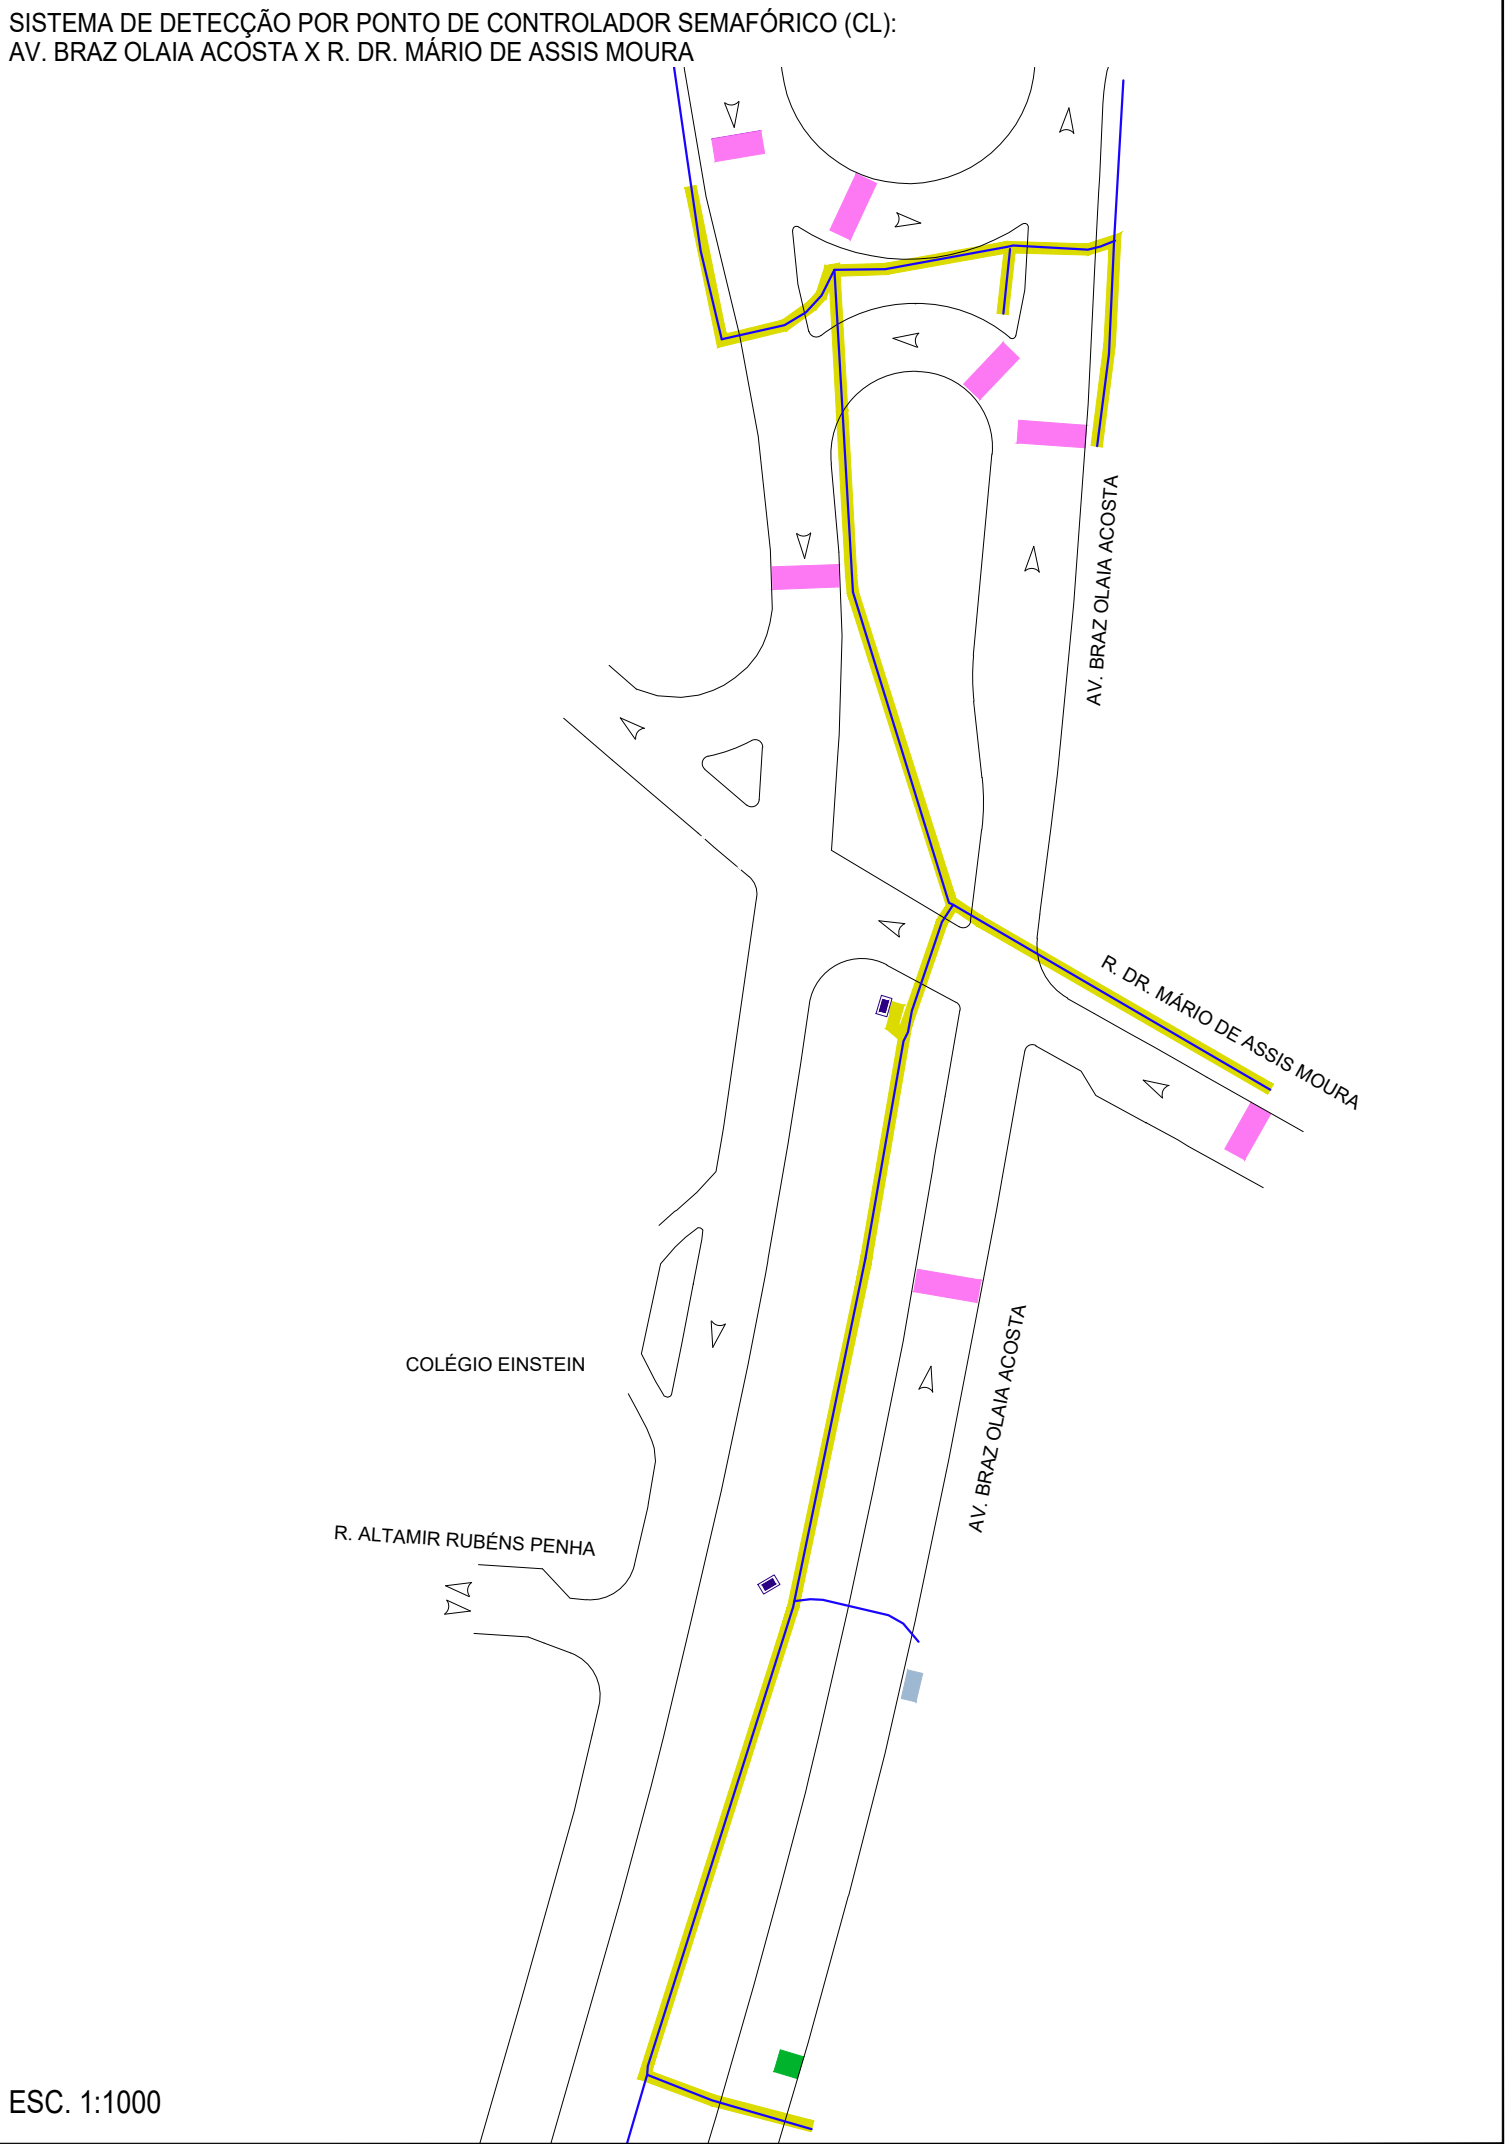 SISTEMA DE DETECÇÃO POR PONTO DE CONTROLADOR SEMAFÓRICO (CL):
AV. BRAZ OLAIA ACOSTA X R. DR. MÁRIO DE ASSIS MOURA
AV. BRAZ OLAIA ACOSTA
R. DR. MÁRIO DE ASSIS MOURA
AV. BRAZ OLAIA ACOSTA
COLÉGIO EINSTEIN
R. ALTAMIR RUBÉNS PENHA
ESC. 1:1000